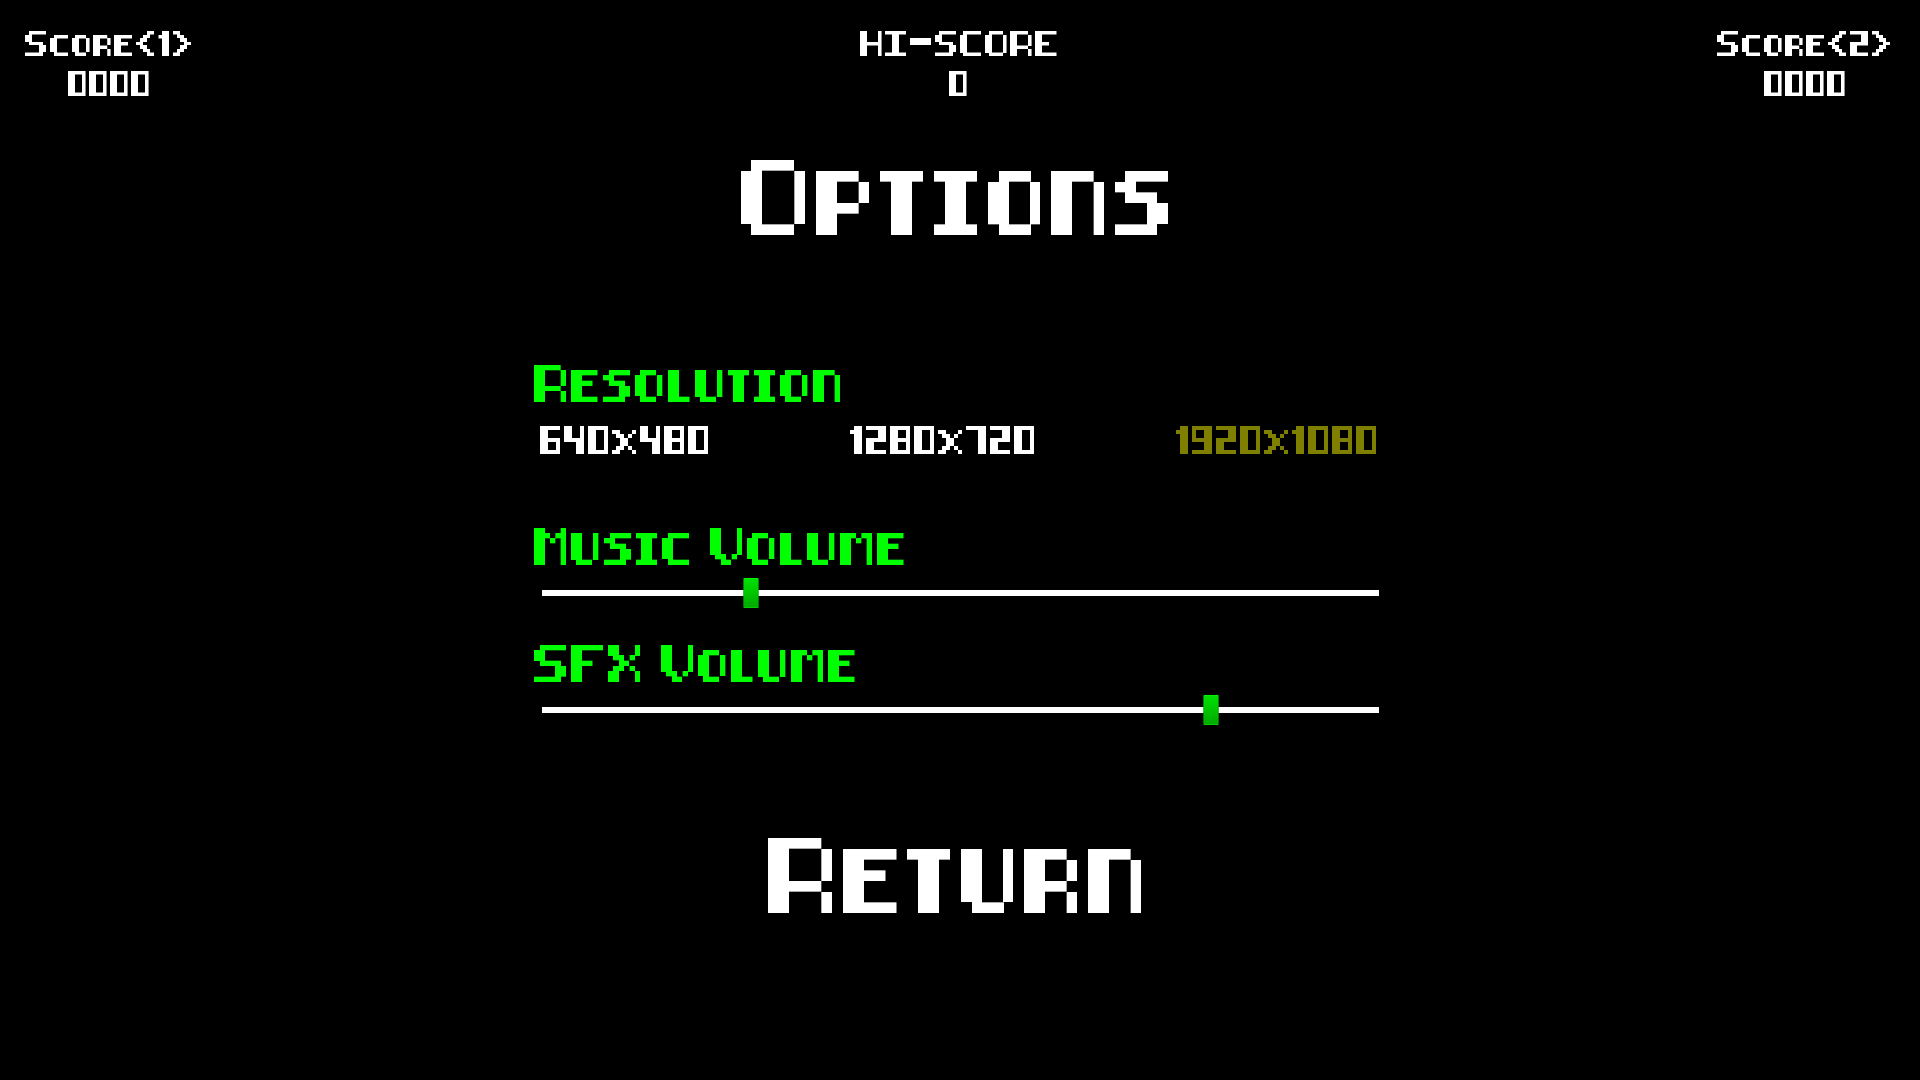 Score<1> HI-SCORE Score<2>
0000 0 0000
Options
Resolution
640x480 1280x720 1920x1080
Music Volume
SFX Volume
Return